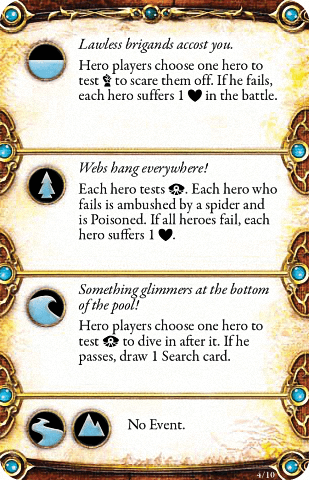 Lawless brigands accost you.
Hero players choose one hero to
test to scare them off. If he fails,
each hero suffers 1 in the battle.
Webs hang everywhere!
Each hero tests . Each hero who
fails is ambushed by a spider and
is Poisoned. If all heroes fail, each
hero suffers 1 .
Something glimmers at the bottom
of the pool!
Hero players choose one hero to
test to dive in after it. If he
passes, draw 1 Search card.
No Event.
4/10